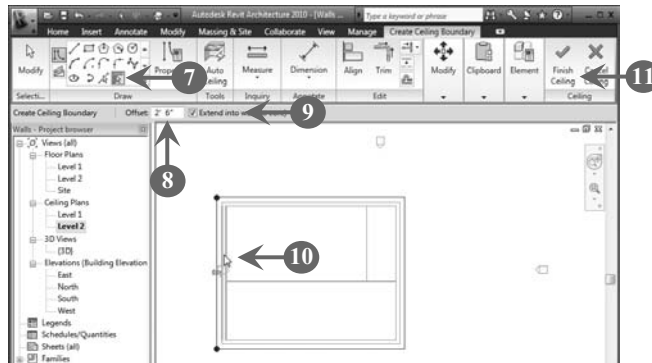 Autodesk Revit Architecture 2010 - [Walls ...
Type a keyword or phrase
Home Insert Annotate Modify Massing & Site Collaborate View Manage Create Ceiling Boundary
Modify
Auto
Measure
Dimension
Align
Trim
Modify
Clipboard
Element
Finish
Ceiling
7
11
Selecti... Draw Tools Inquiry Annotate Edit Ceiling
Create Ceiling Boundary Offset: 2' 6" Extend into
9
8
Walls - Project browser
Views (all)
Floor Plans
Level 1
Level 2
Site
Ceiling Plans
Level 1
Level 2
3D Views
{3D}
Elevations (Building Elevation
East
North
South
West
Legends
Schedules/Quantities
Sheets (all)
Families
10